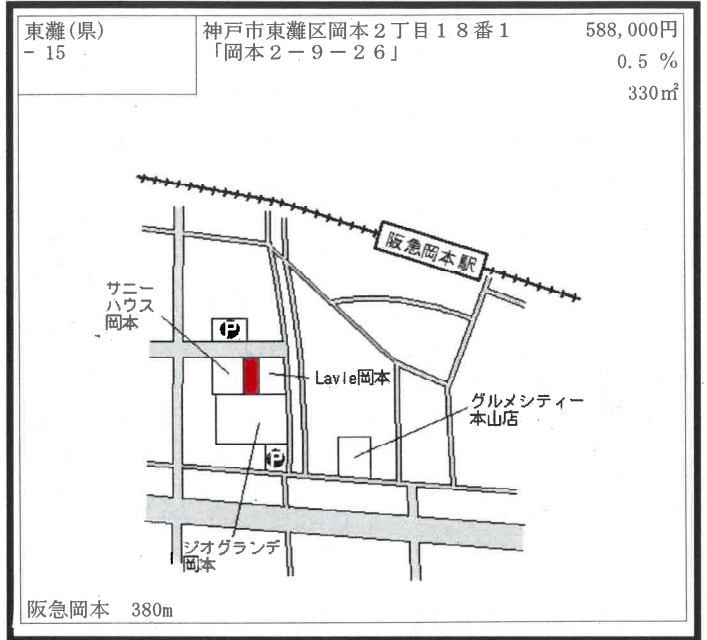 東灘(県)
- 15
神戸市東灘区岡本２丁目１８番１
「岡本２－９－２６」
588,000円
0.5 %
330㎡
阪急岡本駅
サニー
ハウス
岡本
P
Lavie岡本
グルメシティー
本山店
P
ジオグランデ
岡本
阪急岡本 380m